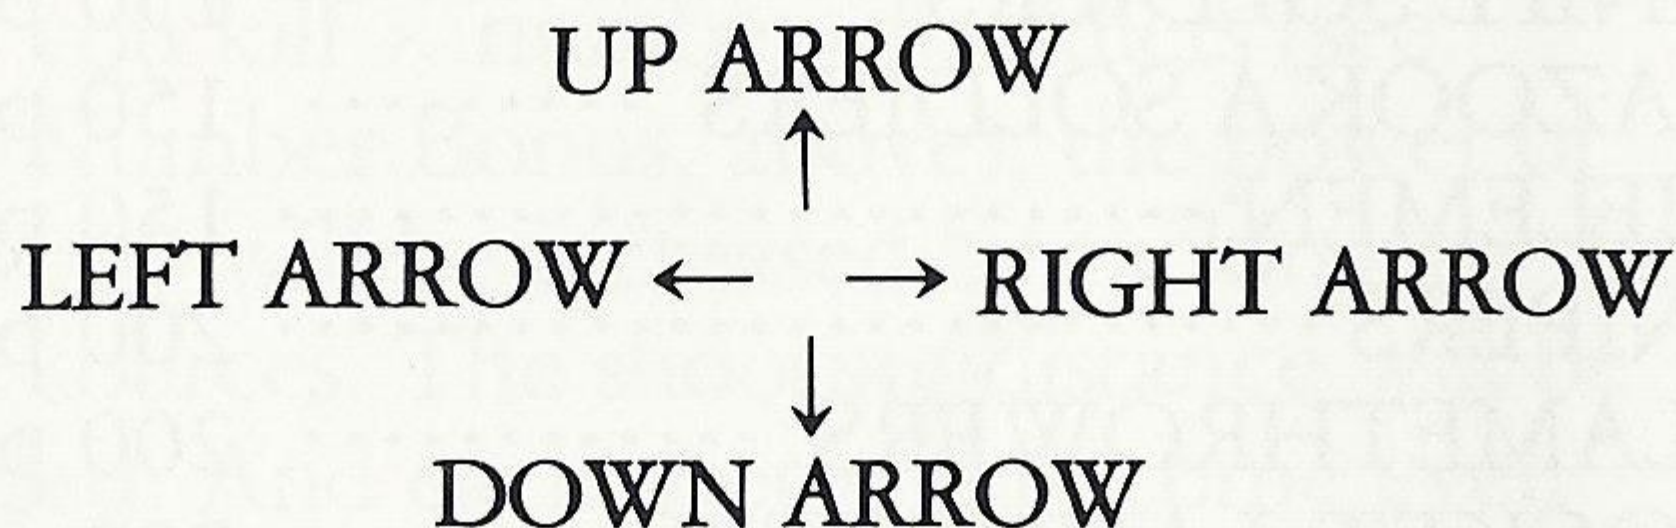 UP ARROW
LEFT ARROW ← → RIGHT ARROW
DOWN ARROW